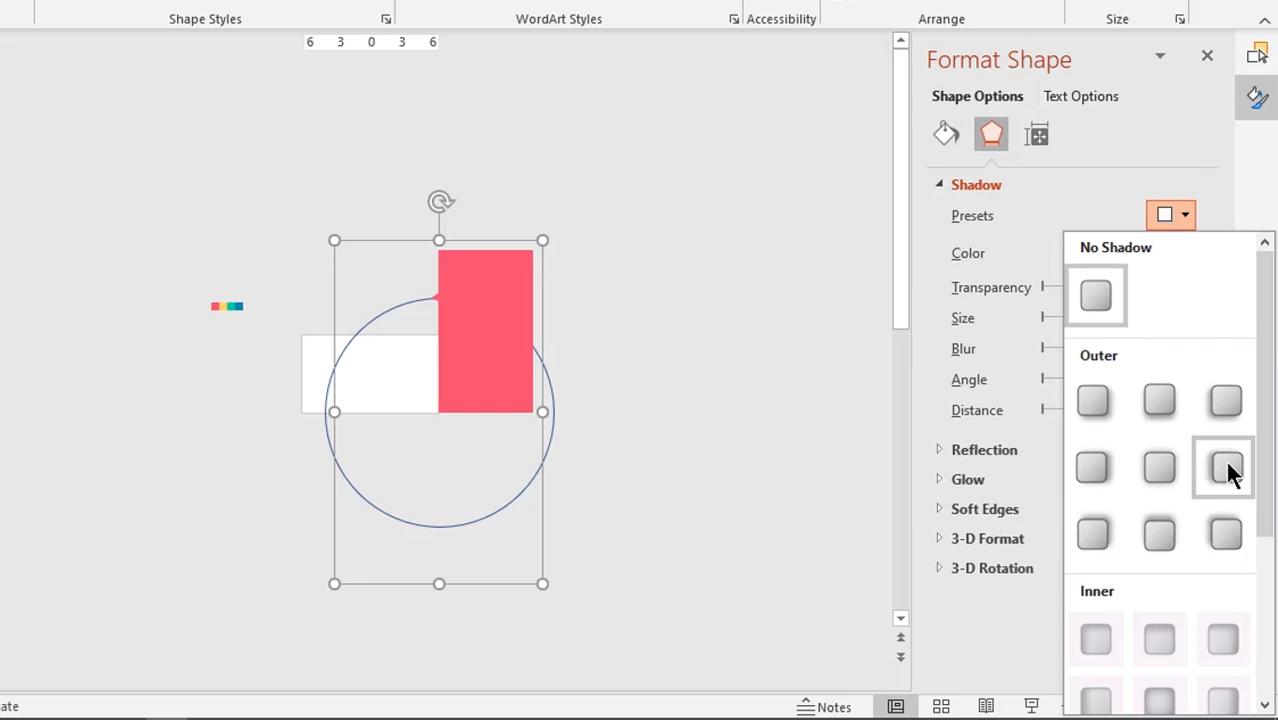 Shape Styles
WordArt Styles
Accessibility
Arrange
Size
6 3 0 3 6
Format Shape
Shape Options
Text Options
Shadow
Presets
Color
Transparency
Size
Blur
Angle
Distance
Reflection
Glow
Soft Edges
3-D Format
3-D Rotation
No Shadow
Outer
Inner
ate
Notes